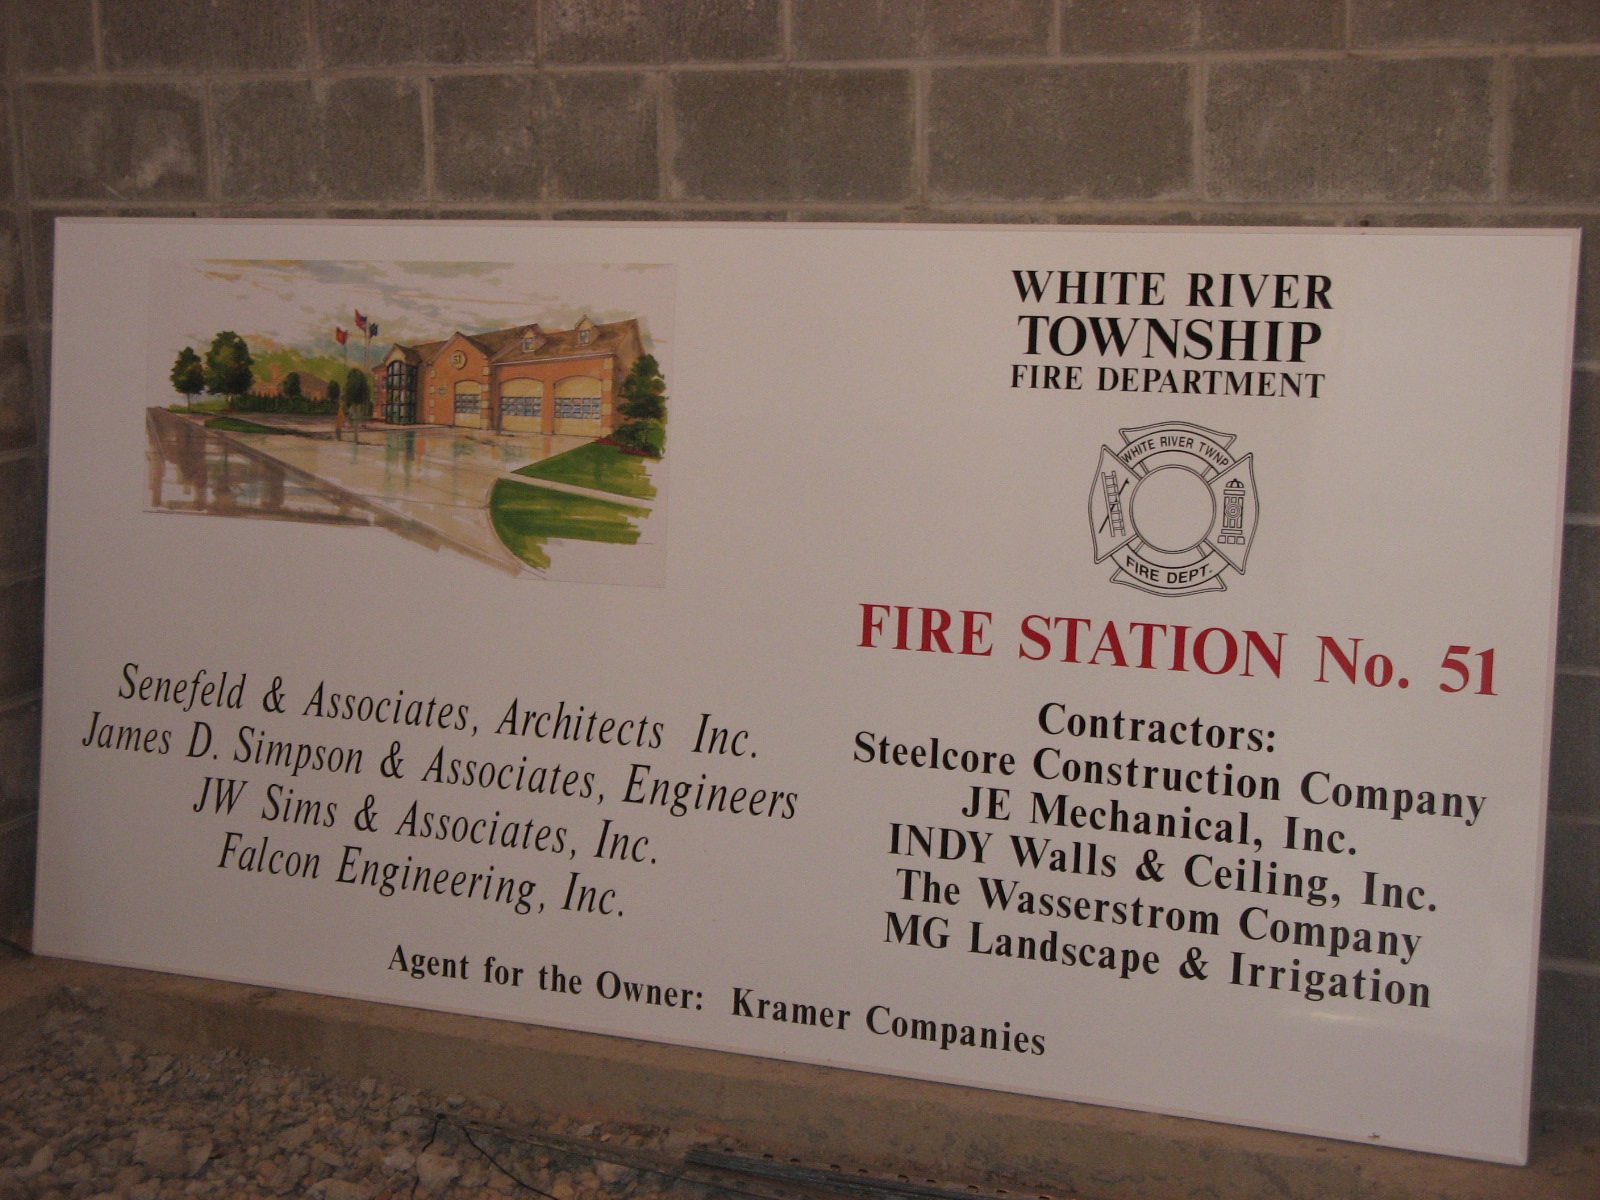 51
WHITE RIVER
TOWNSHIP
FIRE DEPARTMENT
WHITE RIVER TWNP
FIRE DEPT.
FIRE STATION No. 51
Senefeld & Associates, Architects Inc.
James D. Simpson & Associates, Engineers
JW Sims & Associates, Inc.
Falcon Engineering, Inc.
Contractors:
Steelcore Construction Company
JE Mechanical, Inc.
INDY Walls & Ceiling, Inc.
The Wasserstrom Company
MG Landscape & Irrigation
Agent for the Owner: Kramer Companies